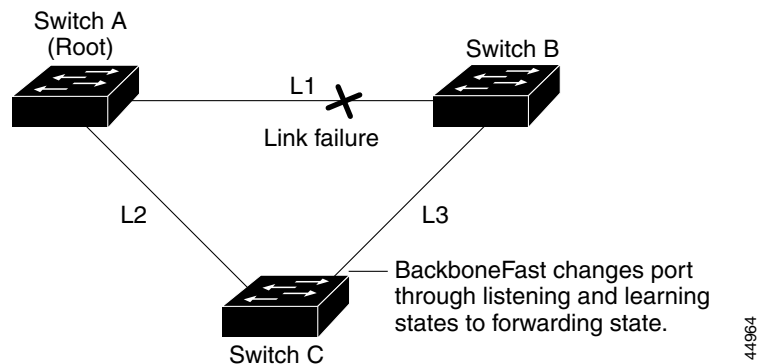 Switch A
(Root)
Switch B
L1
Link failure
L2
L3
BackboneFast changes port
through listening and learning
states to forwarding state.
Switch C
44964